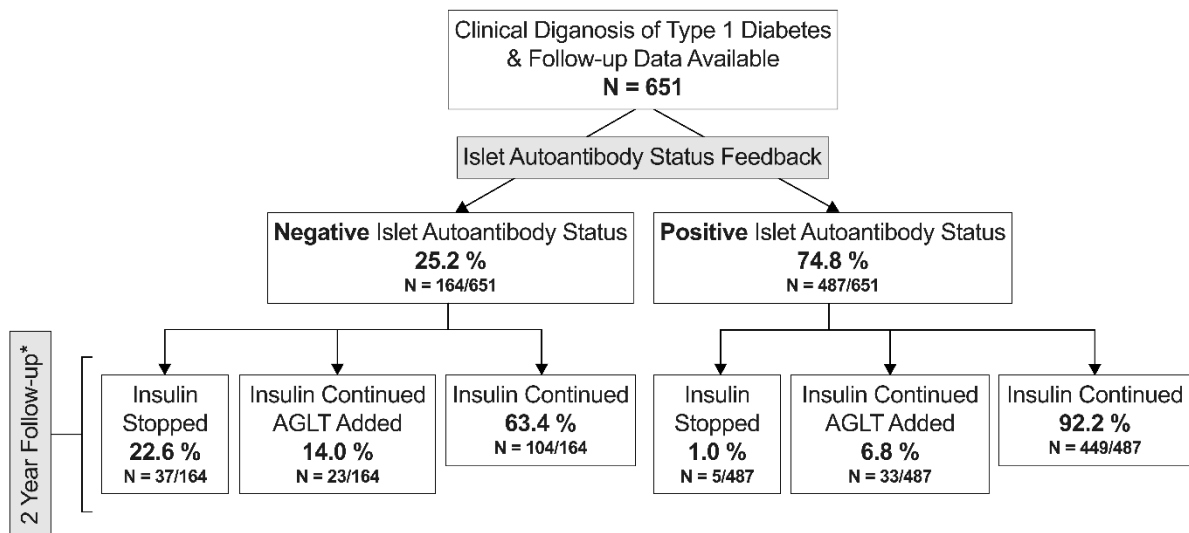 Clinical Diganosis of Type 1 Diabetes
& Follow-up Data Available
N = 651
Islet Autoantibody Status Feedback
Negative Islet Autoantibody Status
25.2 %
N = 164/651
Positive Islet Autoantibody Status
74.8 %
N = 487/651
2 Year Follow-up*
Insulin
Stopped
22.6 %
N = 37/164
Insulin Continued
AGLT Added
14.0 %
N = 23/164
Insulin Continued
63.4 %
N = 104/164
Insulin
Stopped
1.0 %
N = 5/487
Insulin Continued
AGLT Added
6.8 %
N = 33/487
Insulin Continued
92.2 %
N = 449/487